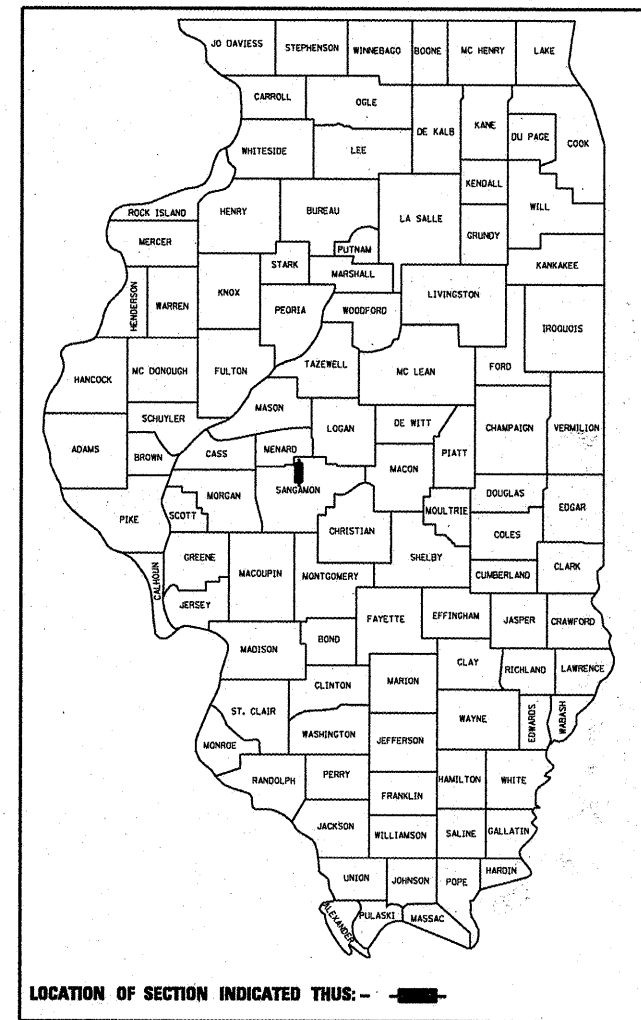 JO DAVIESS STEPHENSON WINNEBAGO BOONE MC HENRY LAKE
CARROLL OGLE DE KALB KANE DU PAGE COOK
WHITESIDE LEE
KENDALL
ROCK ISLAND HENRY BUREAU LA SALLE WILL
MERCER PUTNAM GRUNDY
STARK MARSHALL KANKAKEE
HENDERSON WARREN KNOX PEORIA WOODFORD LIVINGSTON IROQUOIS
HANCOCK MC DONOUGH FULTON TAZEWELL MC LEAN FORD
MASON
SCHUYLER LOGAN DE WITT CHAMPAIGN VERMILION
ADAMS BROWN CASS MENARD MACON PIATT
PIKE SCOTT MORGAN SANGAMON MOULTRIE DOUGLAS EDGAR
CHRISTIAN COLES
CALHOUN GREENE MACOUPIN MONTGOMERY SHELBY CUMBERLAND CLARK
JERSEY FAYETTE EFFINGHAM JASPER CRAWFORD
MADISON BOND
CLAY RICHLAND LAWRENCE
CLINTON MARION
ST. CLAIR WAYNE EDWARDS WABASH
MONROE WASHINGTON JEFFERSON
RANDOLPH PERRY HAMILTON WHITE
FRANKLIN
JACKSON WILLIAMSON SALINE GALLATIN
UNION JOHNSON POPE HARDIN
ALEXANDER PULASKI MASSAC
LOCATION OF SECTION INDICATED THUS: -